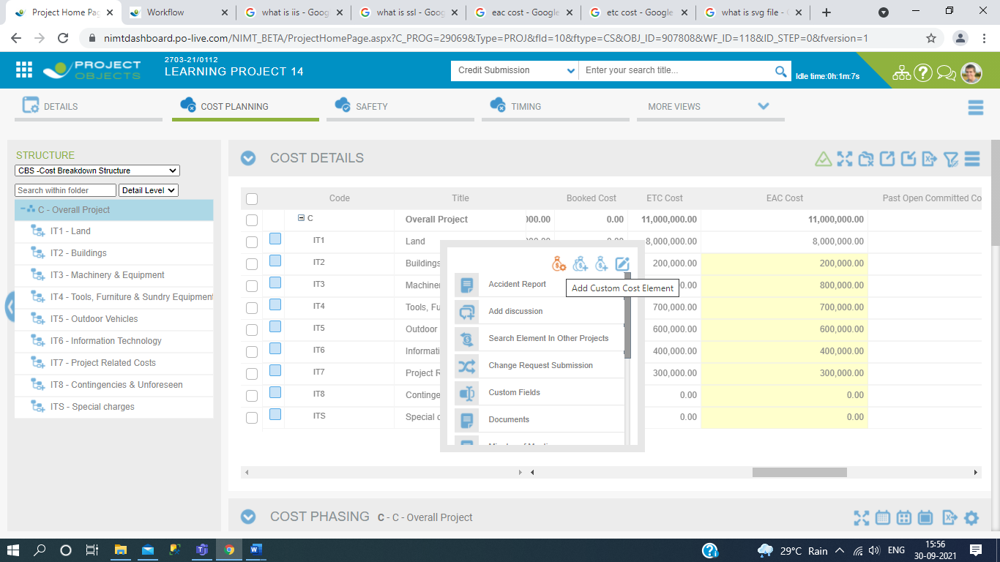 Project Home Page
Workflow
what is iis - Goog
what is ssl - Goog
eac cost - Google
etc cost - Google
what is svg file -
nimtdashboard.po-live.com/NIMT_BETA/ProjectHomePage.aspx?C_PROG=29069&Type=PROJ&fId=10&ftype=CS&OBJ_ID=907808&WF_ID=118&ID_STEP=0&fversion=1
PROJECT
OBJECTS
2703-21/0112
LEARNING PROJECT 14
Credit Submission
Enter your search title...
Idle time:0h:1m:7s
DETAILS
COST PLANNING
SAFETY
TIMING
MORE VIEWS
STRUCTURE
CBS -Cost Breakdown Structure
Search within folder
Detail Level
C - Overall Project
IT1 - Land
IT2 - Buildings
IT3 - Machinery & Equipment
IT4 - Tools, Furniture & Sundry Equipment
IT5 - Outdoor Vehicles
IT6 - Information Technology
IT7 - Project Related Costs
IT8 - Contingencies & Unforeseen
ITS - Special charges
COST DETAILS
Code Title Booked Cost ETC Cost EAC Cost Past Open Committed Co
C Overall Project 000.00 0.00 11,000,000.00 11,000,000.00
IT1 Land 8,000,000.00 8,000,000.00
IT2 Buildings 200,000.00 200,000.00
IT3 Machiner 800,000.00
IT4 Tools, Fu 700,000.00 700,000.00
IT5 Outdoor 600,000.00 600,000.00
IT6 Informati 400,000.00 400,000.00
IT7 Project R 300,000.00 300,000.00
IT8 Continge 0.00 0.00
ITS Special c 0.00 0.00
Add Custom Cost Element
Accident Report
Add discussion
Search Element In Other Projects
Change Request Submission
Custom Fields
Documents
COST PHASING C - C - Overall Project
29°C Rain
ENG
15:56
30-09-2021